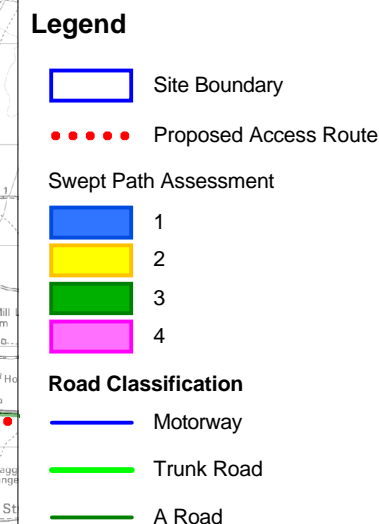 Legend
Site Boundary
Proposed Access Route
Swept Path Assessment
1
2
3
4
Road Classification
Motorway
Trunk Road
A Road